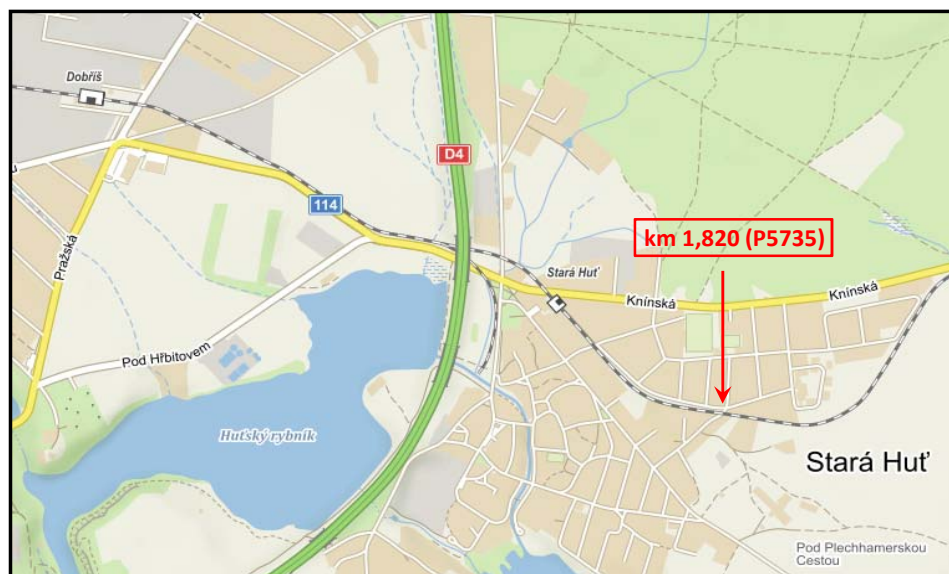 Dobříš
D4
114
km 1,820 (P5735)
Pražská
Stará Huť
Knínská
Knínská
Pod Hřbitovem
Huťský rybník
Stará Huť
Pod Plechhamerskou
Cestou